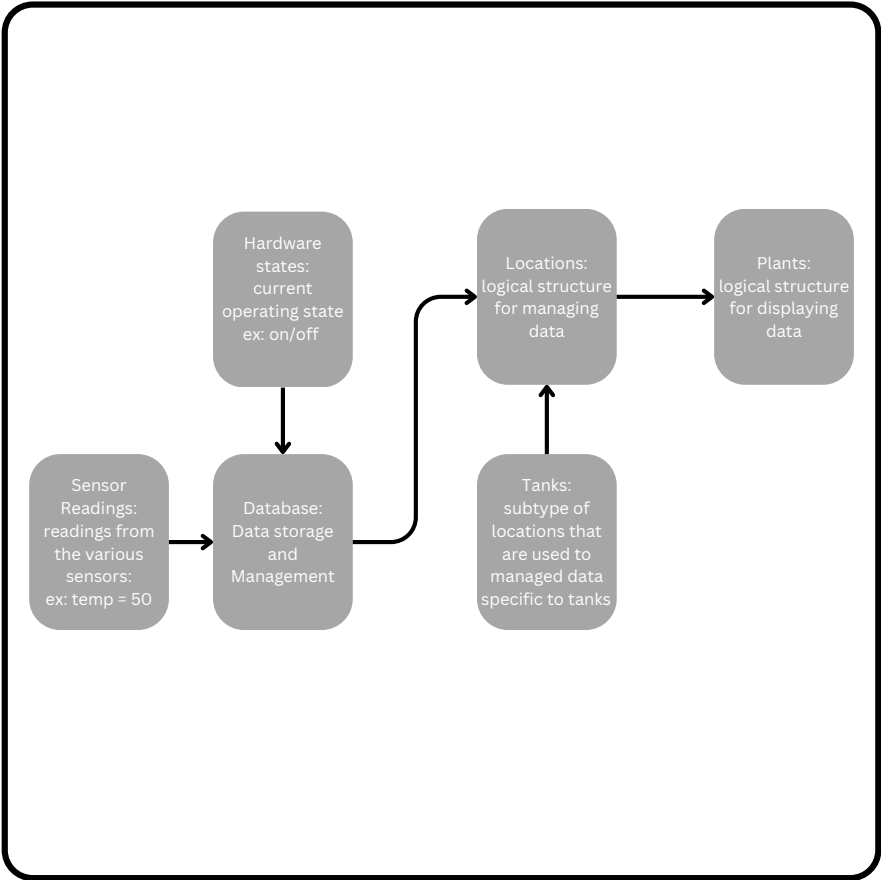 Hardware
states:
current
operating state
ex: on/off
Locations:
logical structure
for managing
data
Plants:
logical structure
for displaying
data
Sensor
Readings:
readings from
the various
sensors:
ex: temp = 50
Database:
Data storage
and
Management
Tanks:
subtype of
locations that
are used to
managed data
specific to tanks